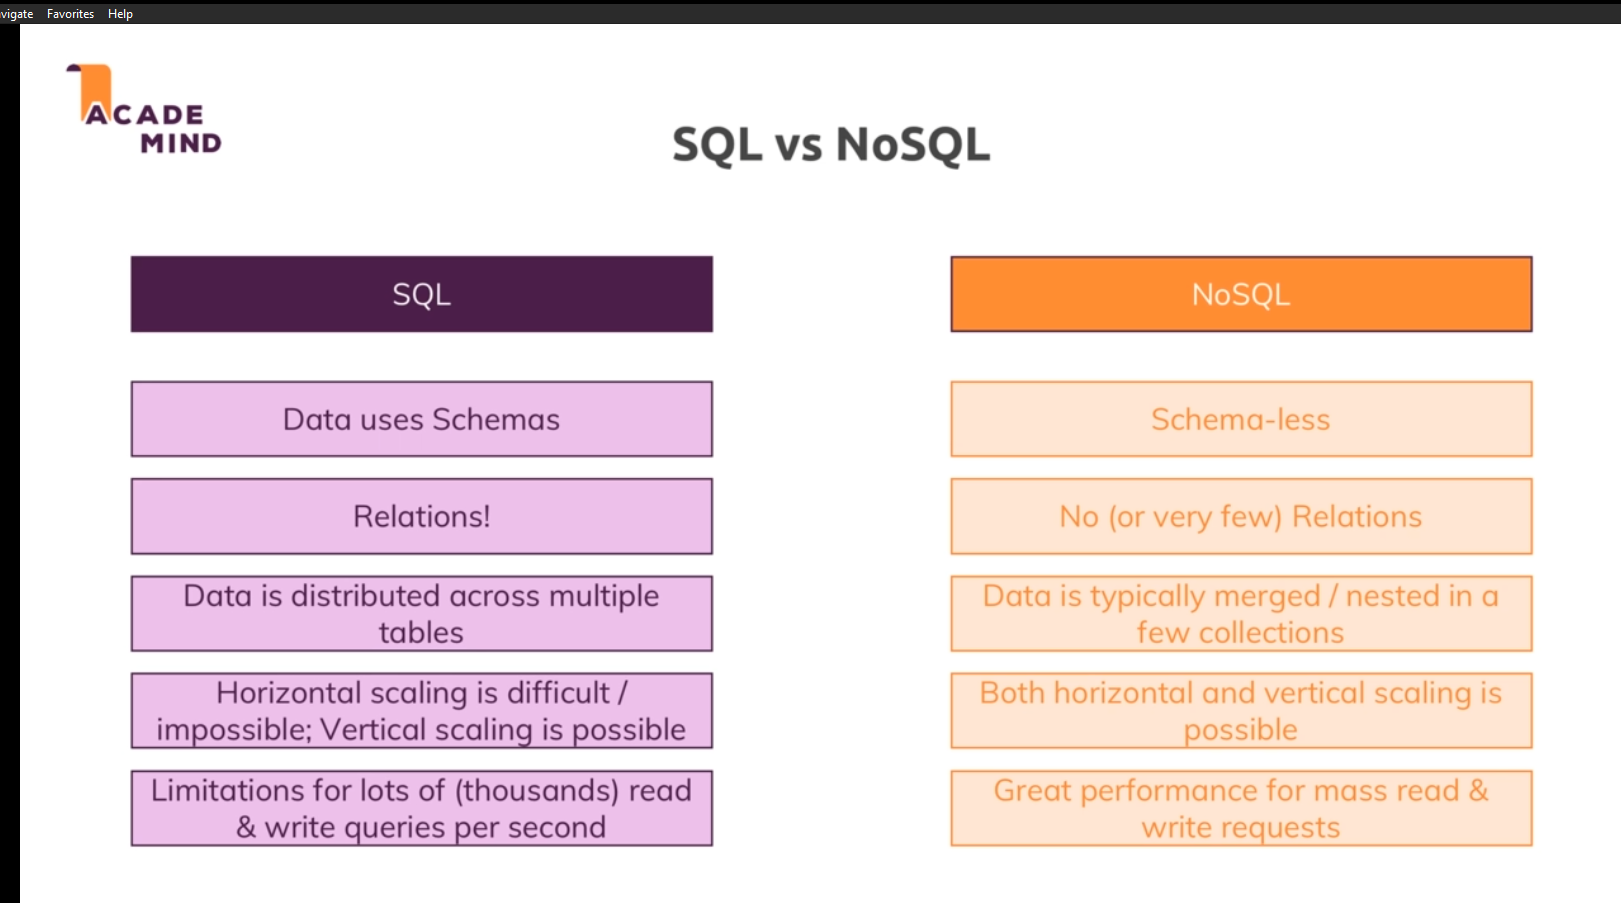 vigate Favorites Help
ACADE
MIND
SQL vs NoSQL
SQL
NoSQL
Data uses Schemas
Schema-less
Relations!
No (or very few) Relations
Data is distributed across multiple
tables
Data is typically merged / nested in a
few collections
Horizontal scaling is difficult /
impossible; Vertical scaling is possible
Both horizontal and vertical scaling is
possible
Limitations for lots of (thousands) read
& write queries per second
Great performance for mass read &
write requests